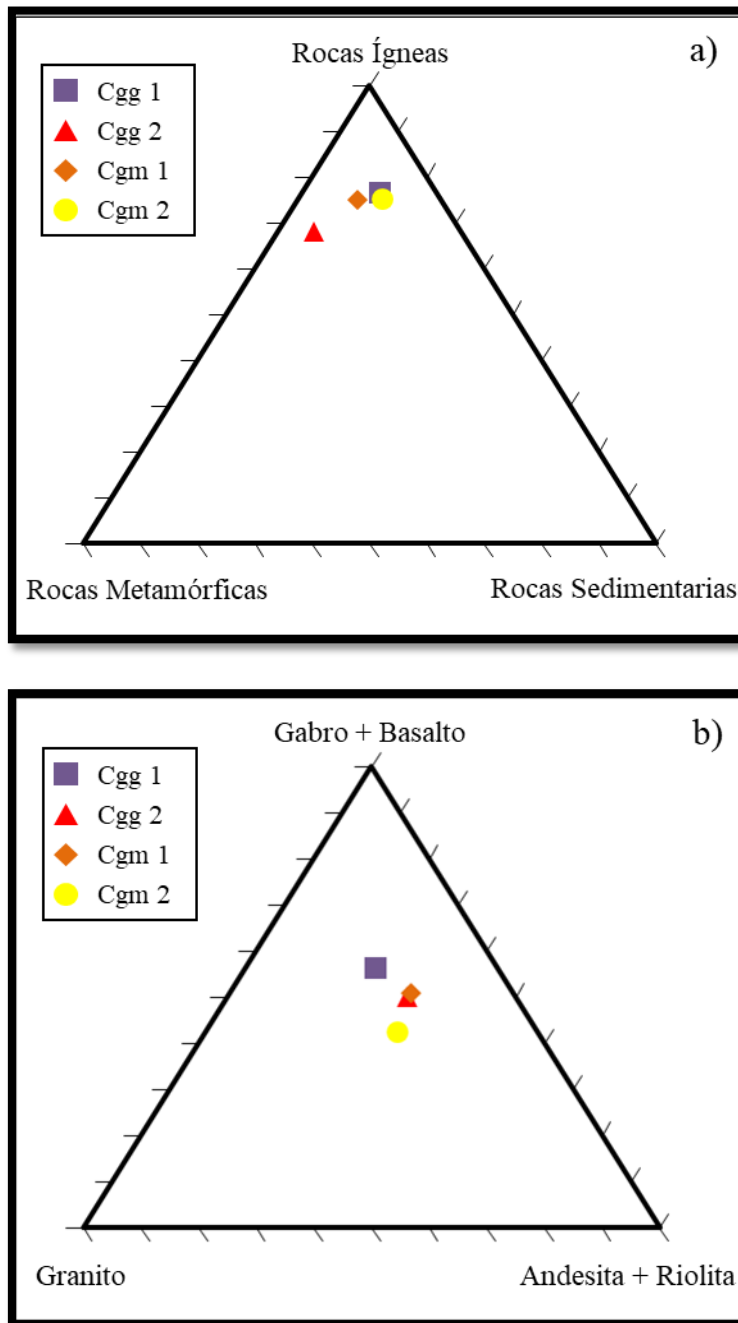 Rocas Ígneas
a)
Cgg 1
Cgg 2
Cgm 1
Cgm 2
Rocas Metamórficas
Rocas Sedimentarias
Gabro + Basalto
b)
Cgg 1
Cgg 2
Cgm 1
Cgm 2
Granito
Andesita + Riolita